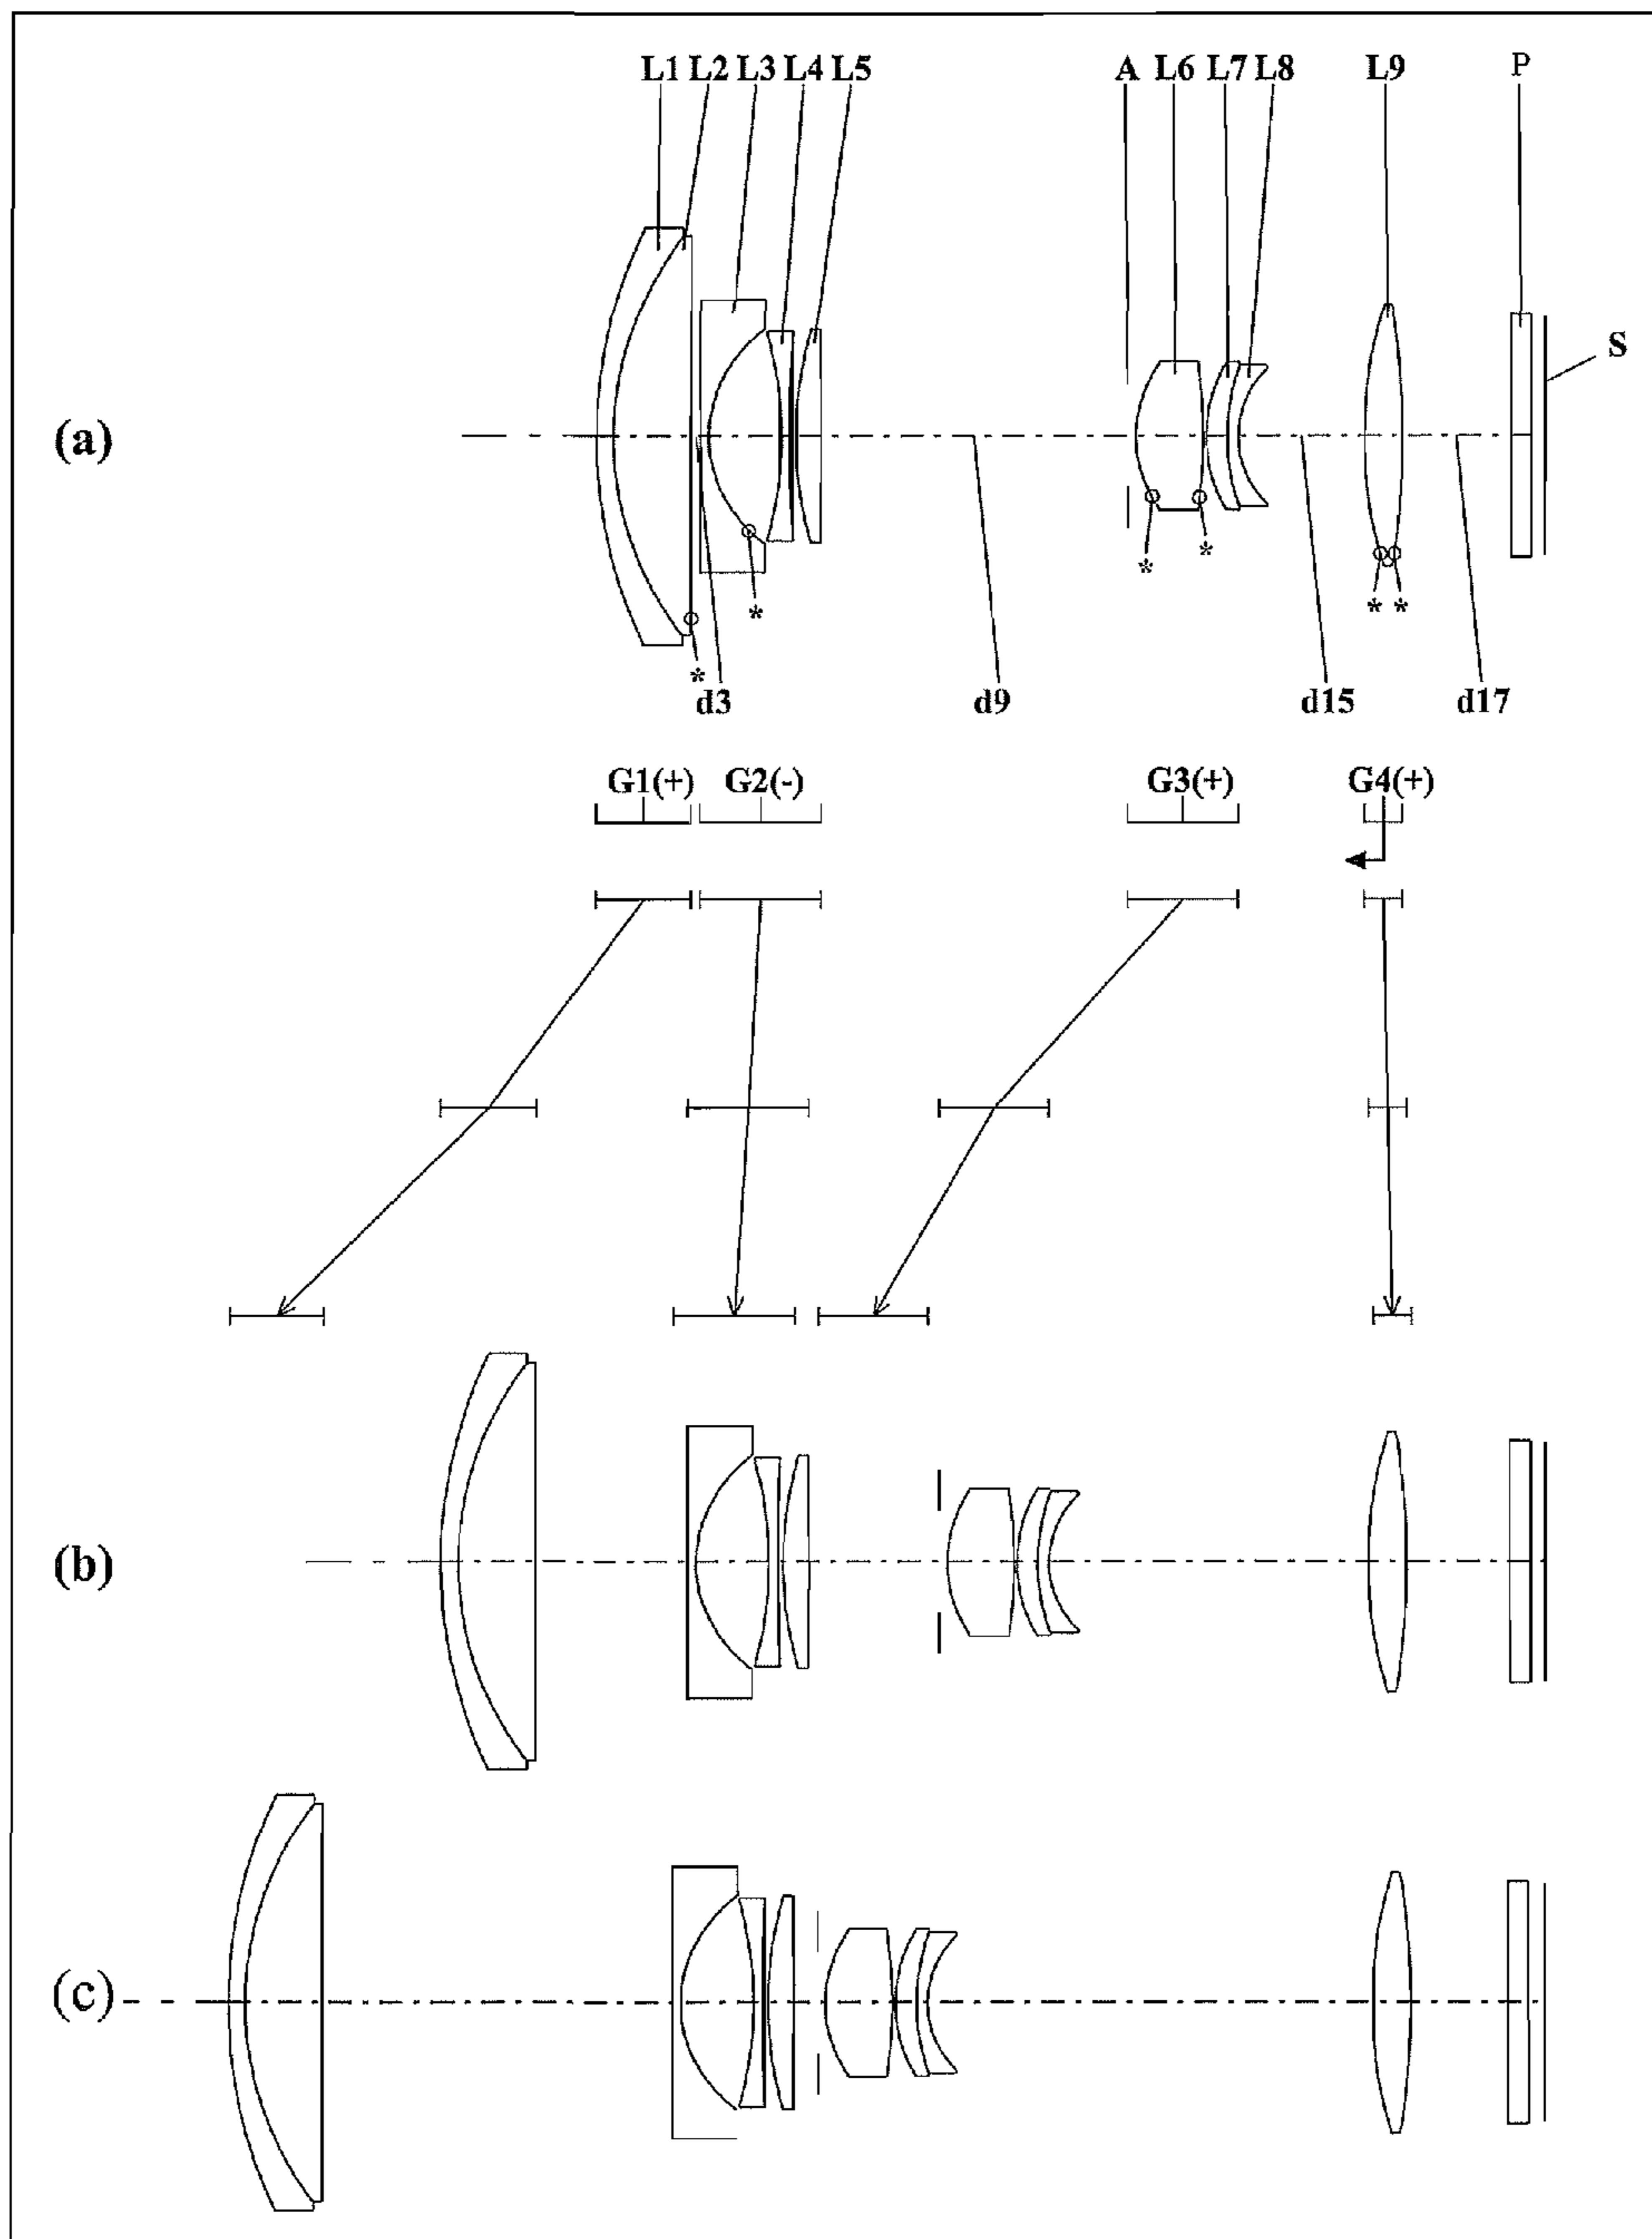 L1 L2 L3 L4 L5 A L6 L7 L8 L9 P
S
(a)
* * * * * *
d3 d9 d15 d17
G1(+) G2(-) G3(+) G4(+)
(b)
(c)